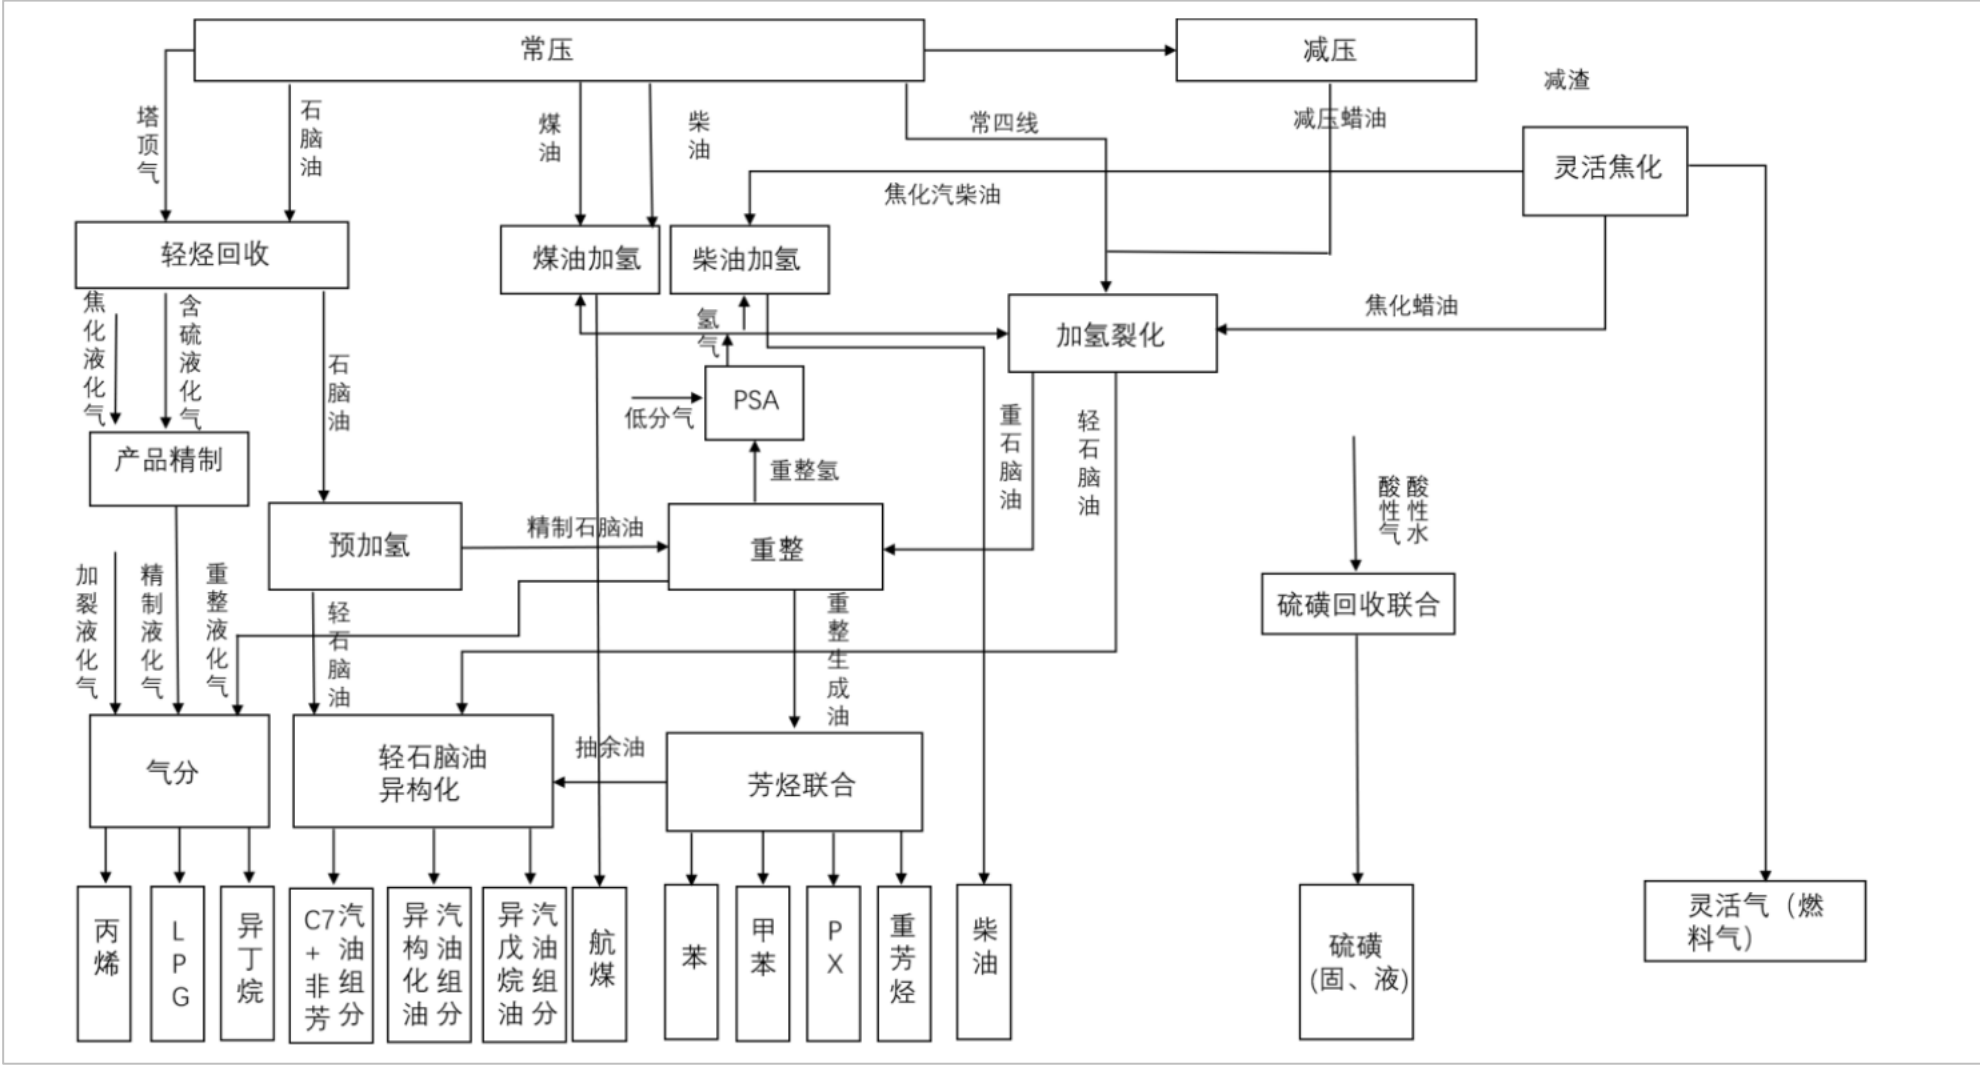 常压
减压
减渣
塔顶气
石脑油
煤油
柴油
常四线
减压蜡油
灵活焦化
焦化汽柴油
轻烃回收
煤油加氢
柴油加氢
焦化液化气
含硫液化气
石脑油
氢气
加氢裂化
焦化蜡油
PSA
低分气
重石脑油
轻石脑油
产品精制
重整氢
酸性气
酸性水
预加氢
精制石脑油
重整
加裂液化气
精制液化气
重整液化气
轻石脑油
重整生成油
硫磺回收联合
气分
轻石脑油
异构化
抽余油
芳烃联合
丙烯
LPG
异丁烷
C7+非芳
汽油组分
异构化油
汽油组分
异戊烷油
汽油组分
航煤
苯
甲苯
PX
重芳烃
柴油
硫磺
(固、液)
灵活气（燃
料气）